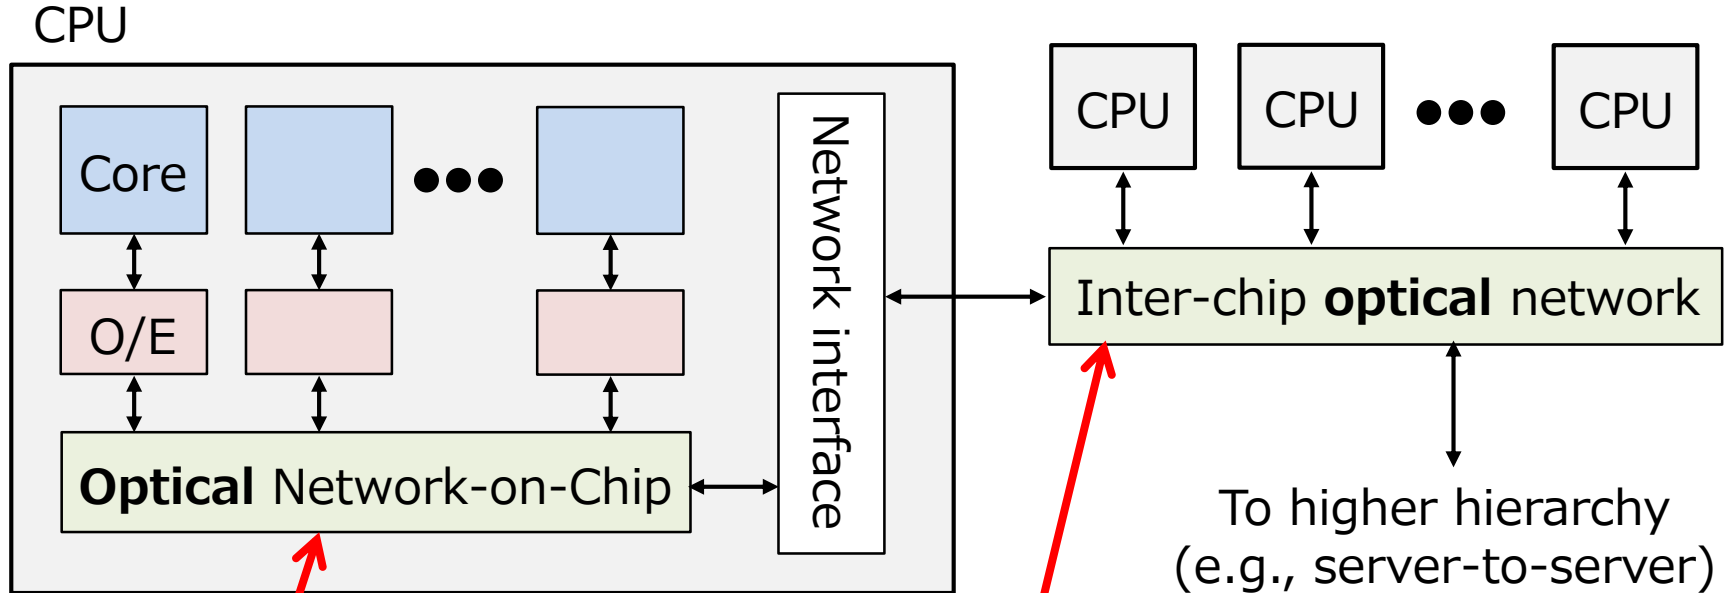 CPU
Core
O/E
Optical Network-on-Chip
Network interface
CPU
CPU
CPU
Inter-chip optical network
To higher hierarchy
(e.g., server-to-server)